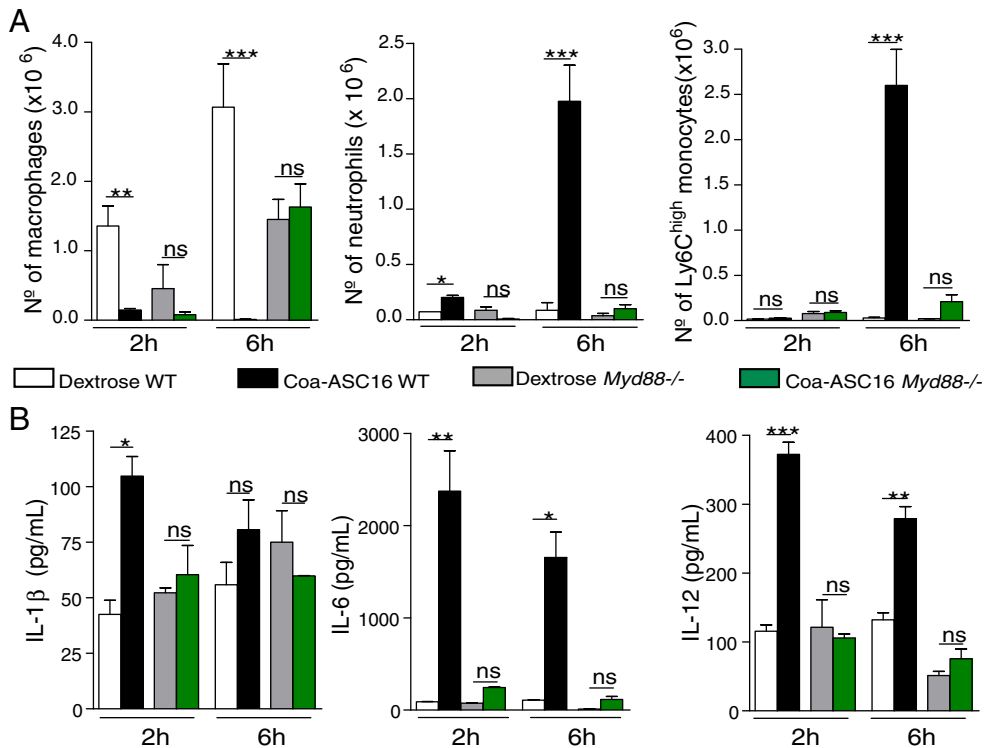 A
Nº of macrophages (x10 6)
4.0
3.0
2.0
1.0
0.0
**
ns
***
ns
2h
6h
Nº of neutrophils (x 10 6)
2.5
2.0
1.5
1.0
0.5
0.0
*
ns
***
ns
2h
6h
Nº of Ly6Chigh monocytes(x10⁶)
3.0
2.5
2.0
1.5
1.0
0.5
0.0
ns
ns
***
ns
2h
6h
Dextrose WT
Coa-ASC16 WT
Dextrose Myd88-/-
Coa-ASC16 Myd88-/-
B
IL-1β (pg/mL)
125
100
75
50
25
0
*
ns
ns
ns
2h
6h
IL-6 (pg/mL)
3000
2000
1000
0
**
ns
*
ns
2h
6h
IL-12 (pg/mL)
400
300
200
100
0
***
ns
**
ns
2h
6h